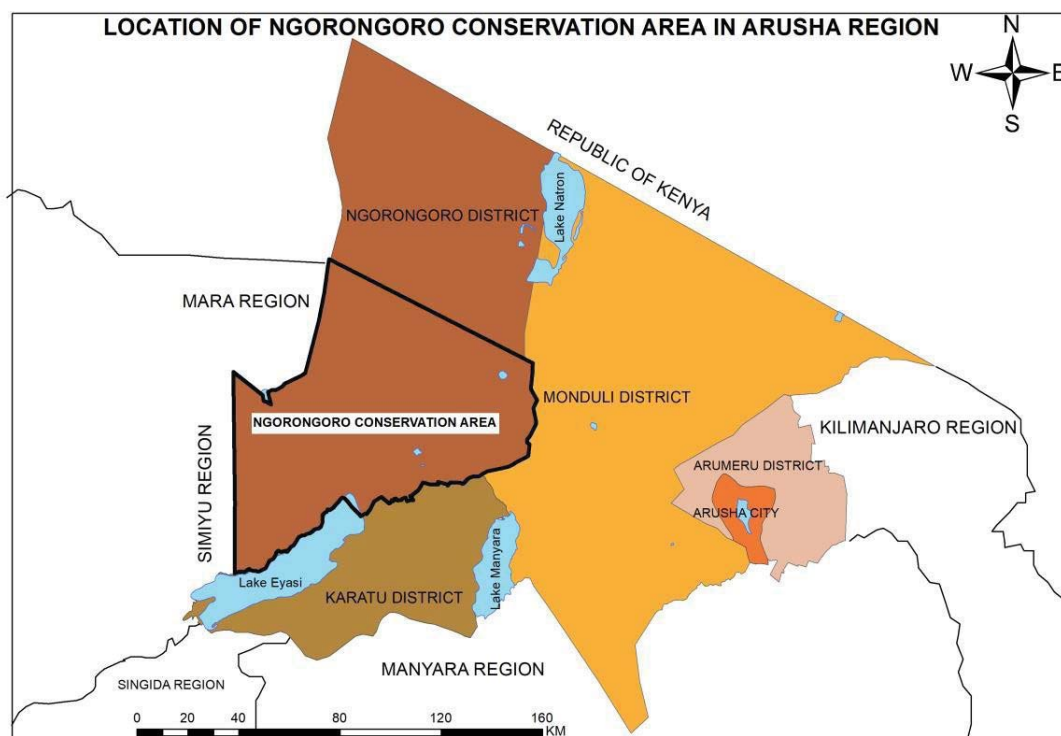 LOCATION OF NGORONGORO CONSERVATION AREA IN ARUSHA REGION
N
W
E
S
REPUBLIC OF KENYA
Lake Natron
NGORONGORO DISTRICT
MARA REGION
MONDULI DISTRICT
NGORONGORO CONSERVATION AREA
KILIMANJARO REGION
SIMIYU REGION
ARUMERU DISTRICT
ARUSHA CITY
Lake Manyara
Lake Eyasi
KARATU DISTRICT
MANYARA REGION
SINGIDA REGION
0 20 40 80 120 160
KM